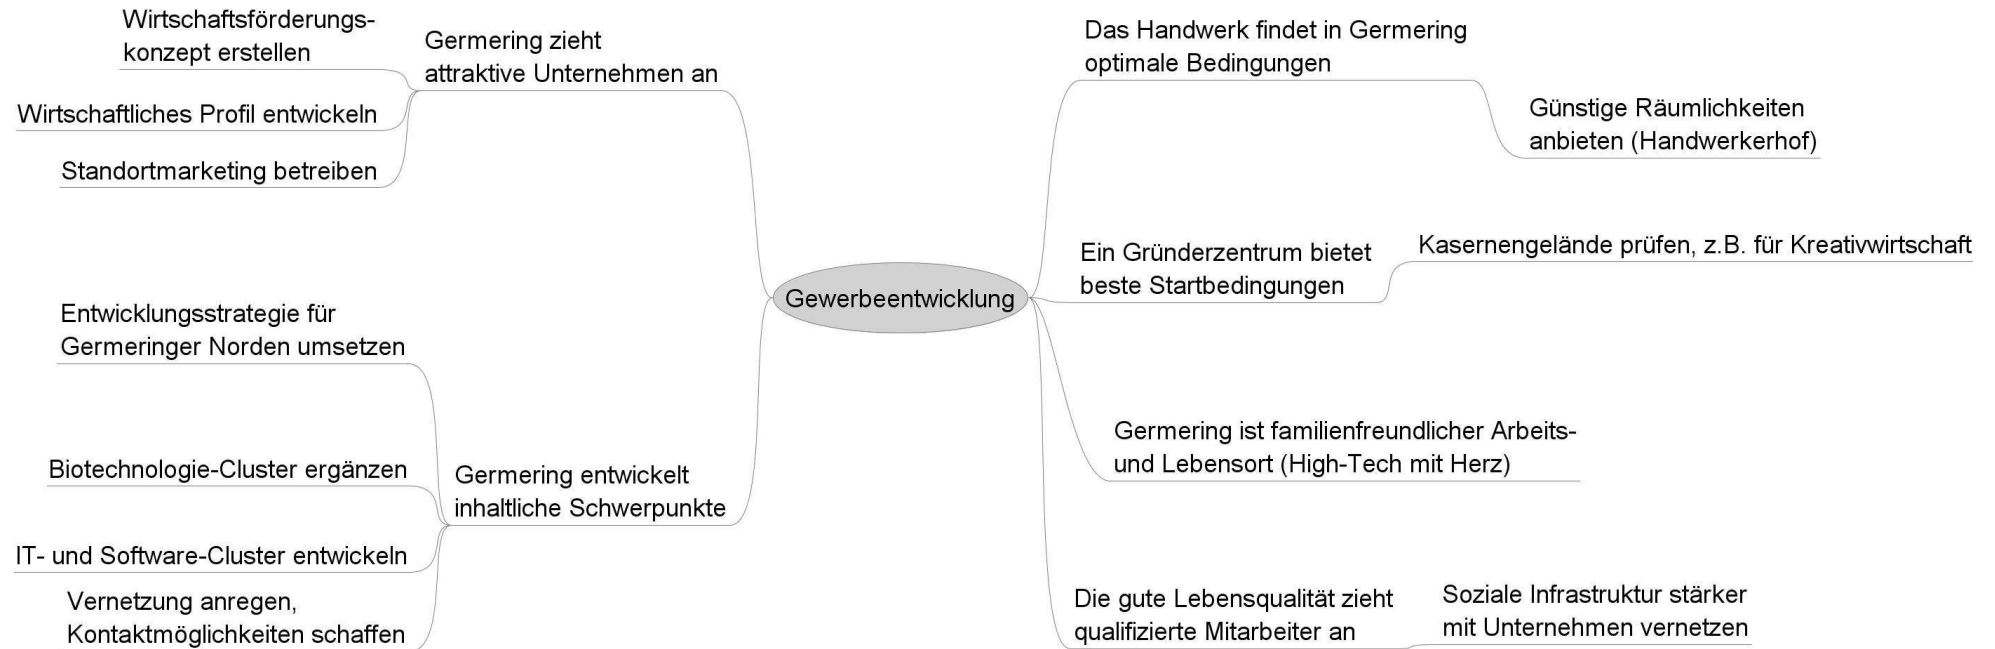 Wirtschaftsförderungs-
konzept erstellen
Germering zieht
attraktive Unternehmen an
Wirtschaftliches Profil entwickeln
Standortmarketing betreiben
Entwicklungsstrategie für
Germeringer Norden umsetzen
Biotechnologie-Cluster ergänzen
Germering entwickelt
inhaltliche Schwerpunkte
IT- und Software-Cluster entwickeln
Vernetzung anregen,
Kontaktmöglichkeiten schaffen
Gewerbeentwicklung
Das Handwerk findet in Germering
optimale Bedingungen
Günstige Räumlichkeiten
anbieten (Handwerkerhof)
Ein Gründerzentrum bietet
beste Startbedingungen
Kasernengelände prüfen, z.B. für Kreativwirtschaft
Germering ist familienfreundlicher Arbeits-
und Lebensort (High-Tech mit Herz)
Die gute Lebensqualität zieht
qualifizierte Mitarbeiter an
Soziale Infrastruktur stärker
mit Unternehmen vernetzen